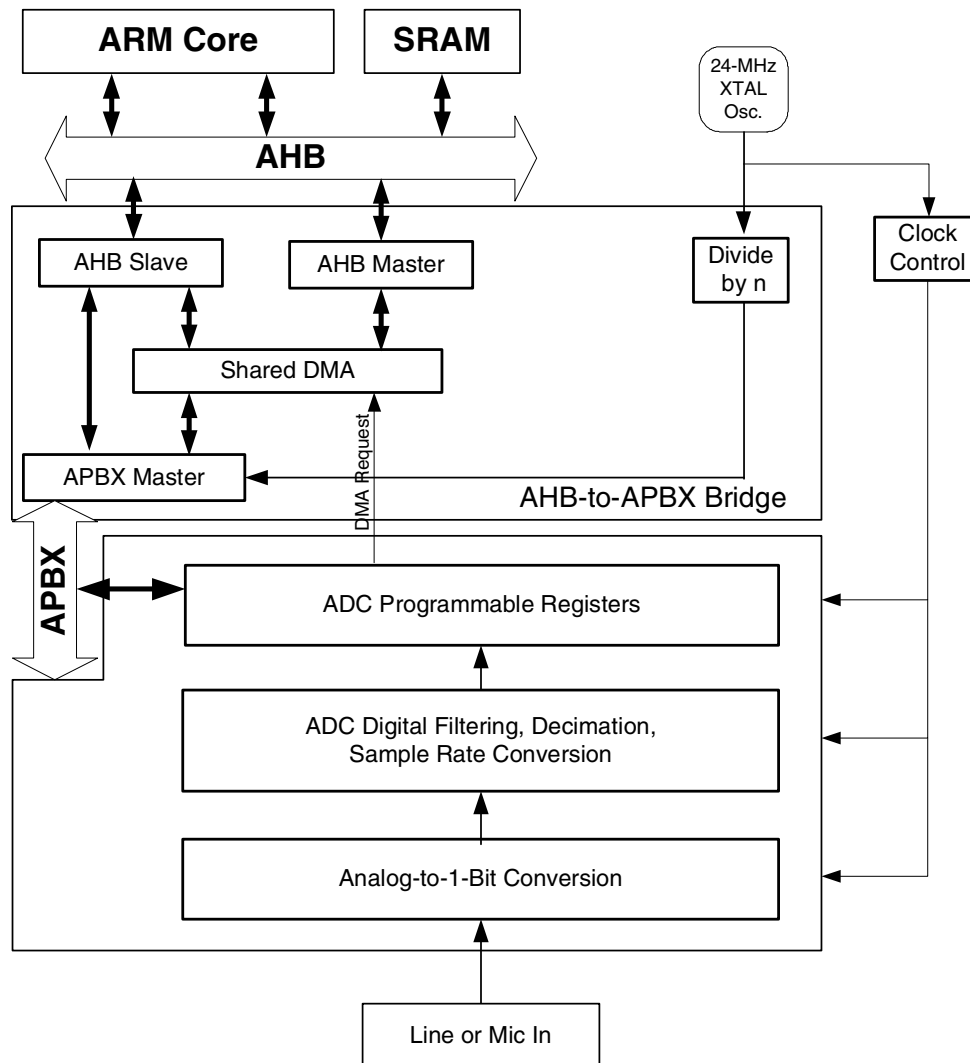 ARM Core
SRAM
24-MHz
XTAL
Osc.
AHB
AHB Slave
AHB Master
Divide
by n
Clock
Control
Shared DMA
DMA Request
APBX Master
AHB-to-APBX Bridge
APBX
ADC Programmable Registers
ADC Digital Filtering, Decimation,
Sample Rate Conversion
Analog-to-1-Bit Conversion
Line or Mic In